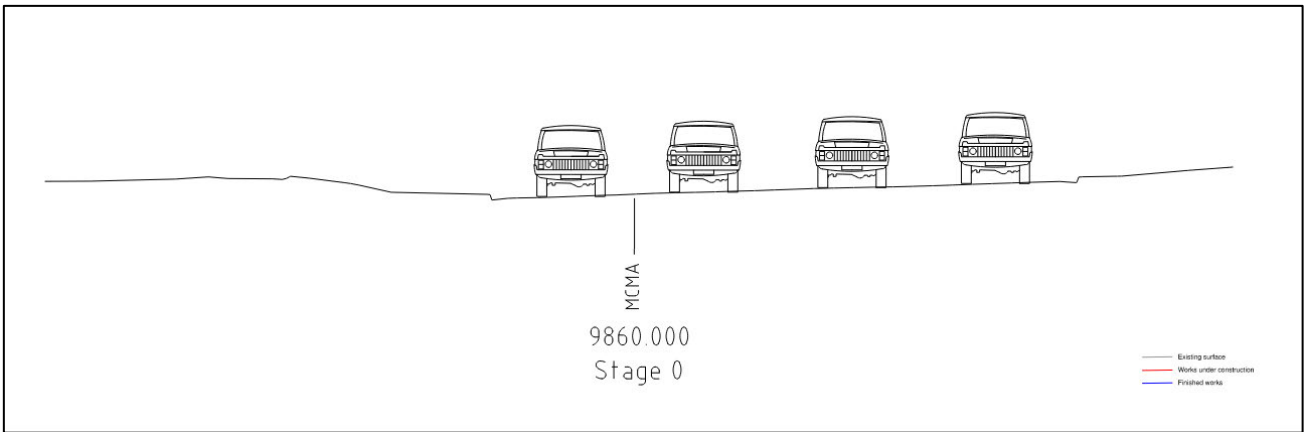 MCMA
9860.000
Stage 0
Existing surface
Works under construction
Finished works